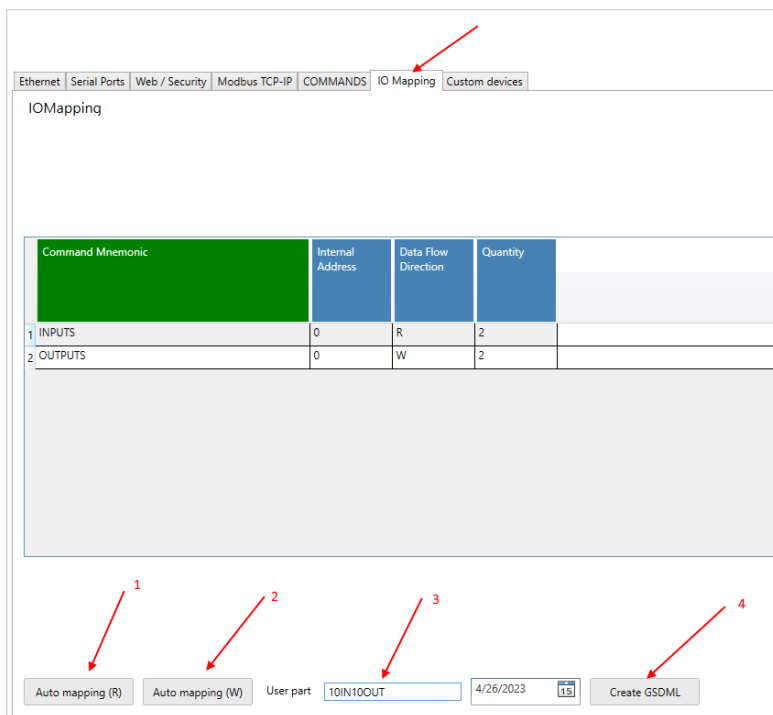 Ethernet Serial Ports Web / Security Modbus TCP-IP COMMANDS IO Mapping Custom devices
IOMapping
Command Mnemonic Internal Data Flow Quantity
Address Direction
1 INPUTS 0 R 2
2 OUTPUTS 0 W 2
1 2 3 4
Auto mapping (R) Auto mapping (W) User part 10IN10OUT 4/26/2023 15 Create GSDML